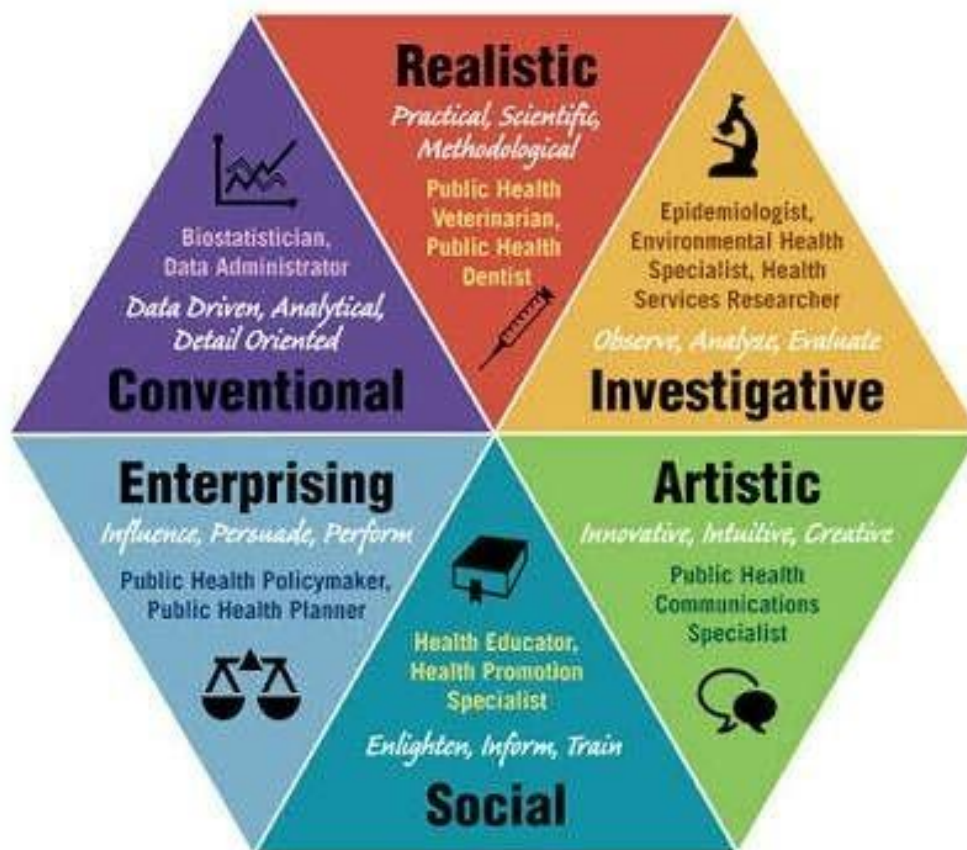 Realistic
Practical, Scientific,
Methodological
Public Health
Veterinarian,
Public Health
Dentist
Epidemiologist,
Environmental Health
Specialist, Health
Services Researcher
Observe, Analyze, Evaluate
Investigative
Artistic
Innovative, Intuitive, Creative
Public Health
Communications
Specialist
Health Educator,
Health Promotion
Specialist
Enlighten, Inform, Train
Social
Enterprising
Influence, Persuade, Perform
Public Health Policymaker,
Public Health Planner
Biostatistician,
Data Administrator
Data Driven, Analytical,
Detail Oriented
Conventional